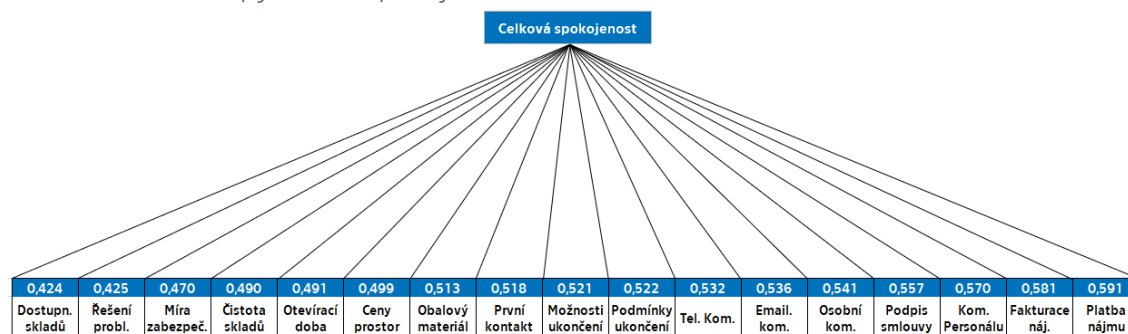 Celková spokojenost
0,424 0,425 0,470 0,490 0,491 0,499 0,513 0,518 0,521 0,522 0,532 0,536 0,541 0,557 0,570 0,581 0,591
Dostupn. skladů
Řešení probl.
Míra zabezpeč.
Čistota skladů
Otevírací doba
Ceny prostor
Obalový materiál
První kontakt
Možnosti ukončení
Podmínky ukončení
Tel. Kom.
Email. kom.
Osobní kom.
Podpis smlouvy
Kom. Personálu
Fakturace náj.
Platba nájmu